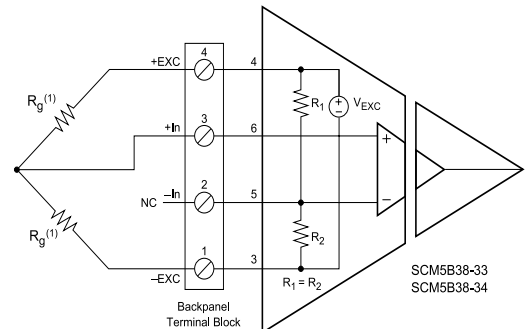 +EXC
4
4
Rg(1)
R1
VEXC
+In
3
6
+
–
+
–
–In
NC
2
5
Rg(1)
R2
1
–EXC
3
R1 = R2
SCM5B38-33
SCM5B38-34
Backpanel
Terminal Block